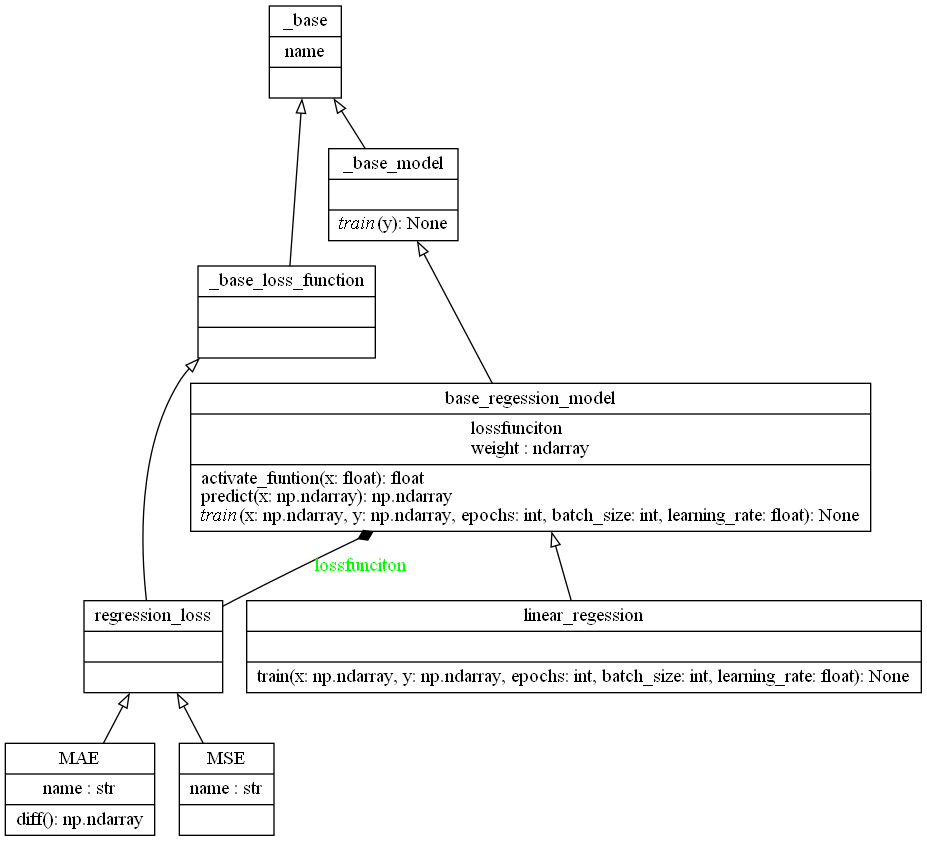 _base
name
_base_model
train(y): None
_base_loss_function
base_regession_model
lossfunciton
weight : ndarray
activate_funtion(x: float): float
predict(x: np.ndarray): np.ndarray
train(x: np.ndarray, y: np.ndarray, epochs: int, batch_size: int, learning_rate: float): None
lossfunciton
regression_loss
linear_regession
train(x: np.ndarray, y: np.ndarray, epochs: int, batch_size: int, learning_rate: float): None
MAE
name : str
diff(): np.ndarray
MSE
name : str